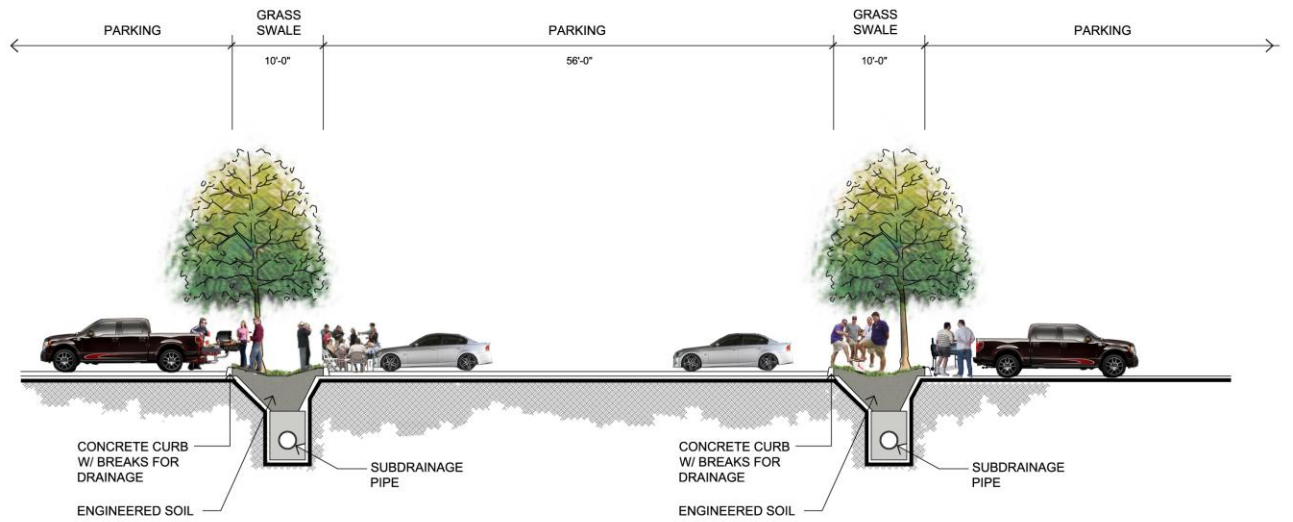 PARKING
GRASS
SWALE
PARKING
GRASS
SWALE
PARKING
10'-0"
56'-0"
10'-0"
CONCRETE CURB
W/ BREAKS FOR
DRAINAGE
SUBDRAINAGE
PIPE
ENGINEERED SOIL
CONCRETE CURB
W/ BREAKS FOR
DRAINAGE
SUBDRAINAGE
PIPE
ENGINEERED SOIL